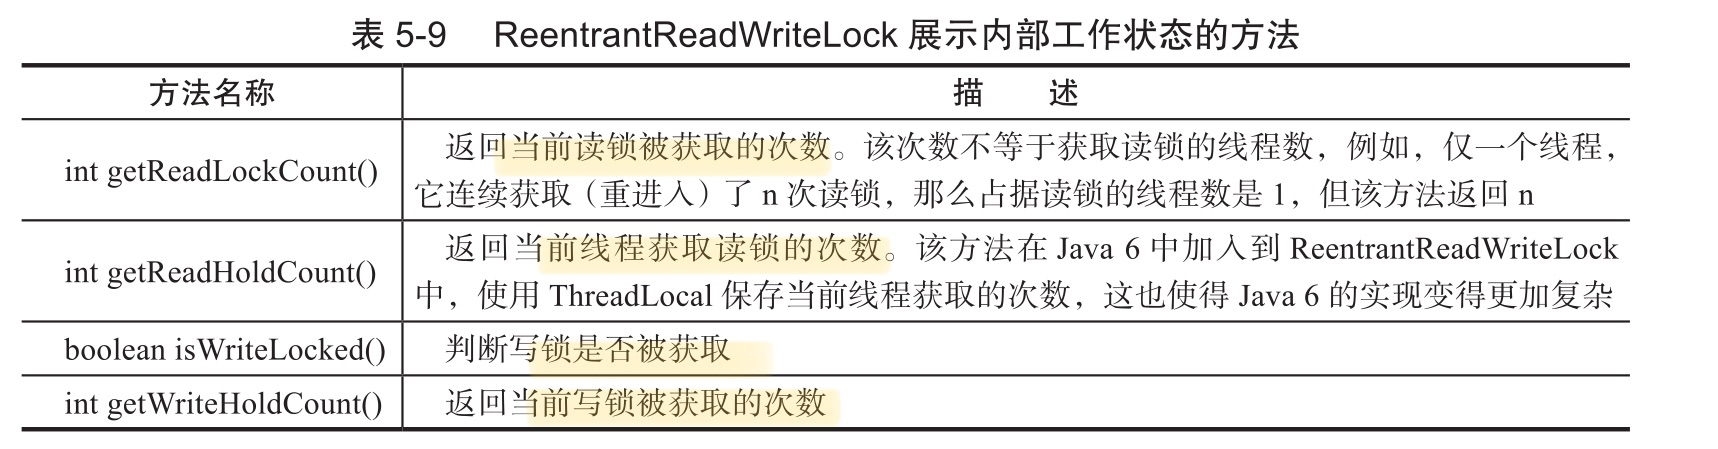 表 5-9 ReentrantReadWriteLock 展示内部工作状态的方法
方法名称 描 述
int getReadLockCount() 返回当前读锁被获取的次数。该次数不等于获取读锁的线程数，例如，仅一个线程，
它连续获取（重进入）了 n 次读锁，那么占据读锁的线程数是 1，但该方法返回 n
int getReadHoldCount() 返回当前线程获取读锁的次数。该方法在 Java 6 中加入到 ReentrantReadWriteLock
中，使用 ThreadLocal 保存当前线程获取的次数，这也使得 Java 6 的实现变得更加复杂
boolean isWriteLocked() 判断写锁是否被获取
int getWriteHoldCount() 返回当前写锁被获取的次数